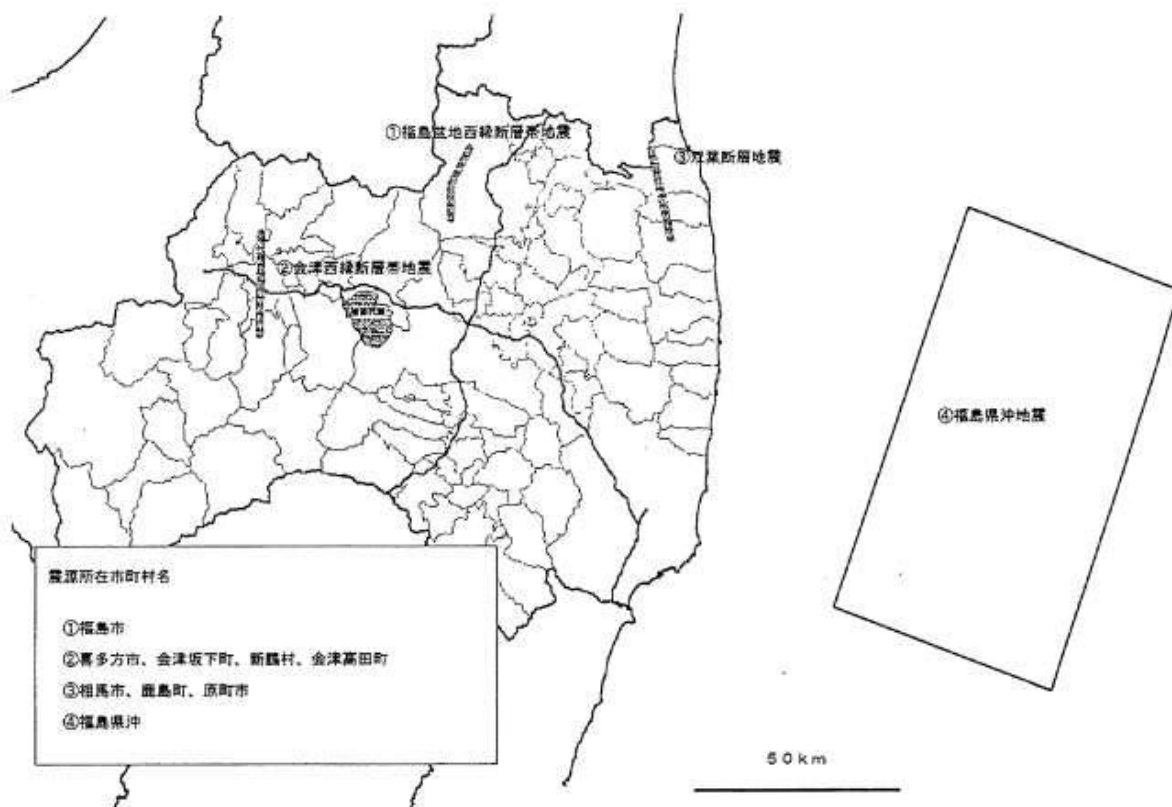 ①福島盆地西縁断層帯地震
③双葉断層地震
②会津西縁断層帯地震
④福島県沖地震
震源所在市町村名
①福島市
②喜多方市、会津坂下町、新鶴村、会津高田町
③相馬市、鹿島町、原町市
④福島県沖
50km